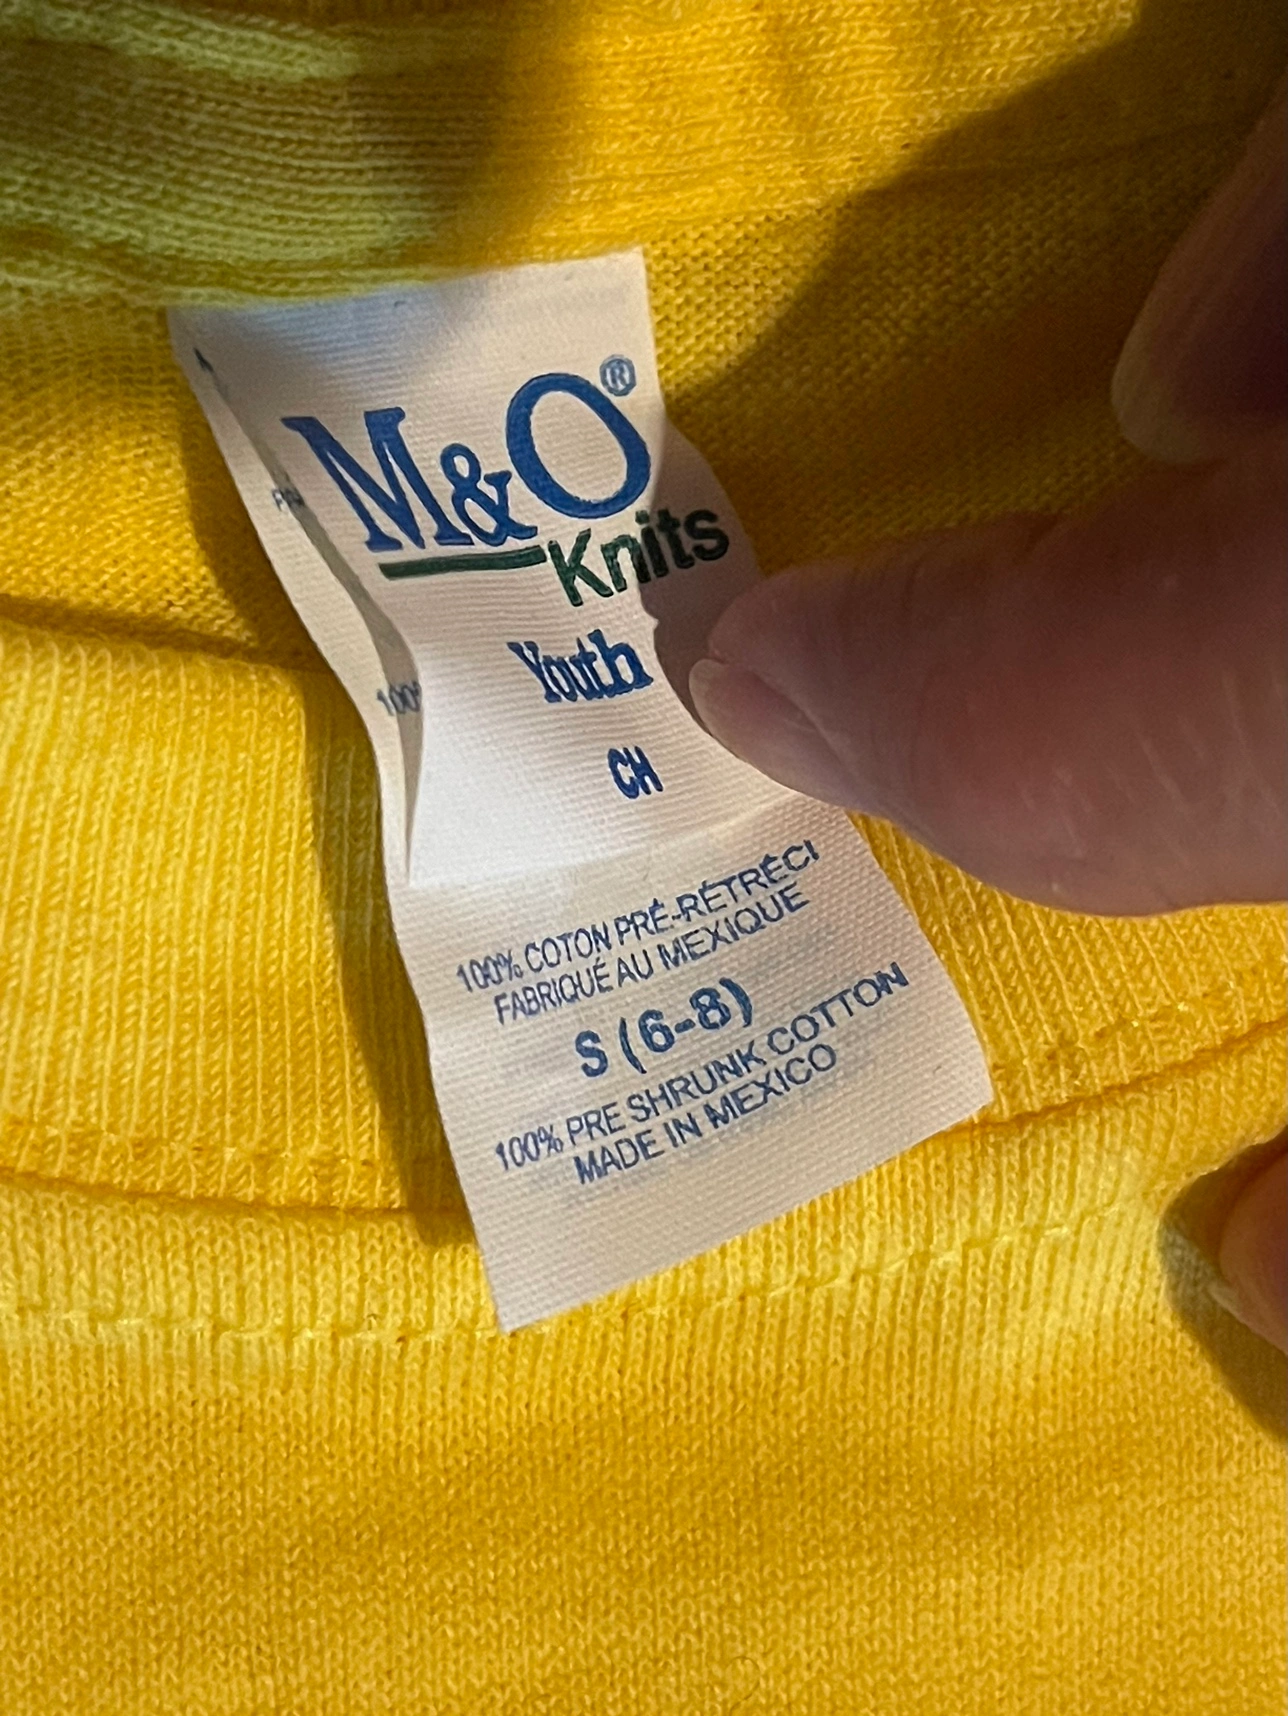 M&O®
Knits
Youth
CH
100% COTON PRÉ-RÉTRÉCI
FABRIQUÉ AU MEXIQUE
S (6-8)
100% PRE SHRUNK COTTON
MADE IN MEXICO
100%